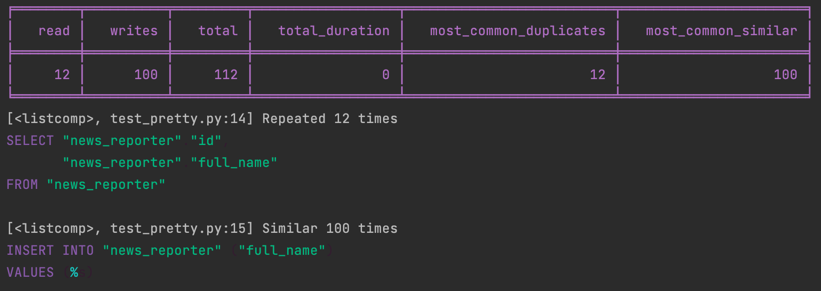 read writes total total_duration most_common_duplicates most_common_similar
12 100 112 0 12 100
[<listcomp>, test_pretty.py:14] Repeated 12 times
SELECT "news_reporter" "id"
"news_reporter" "full_name"
FROM "news_reporter"
[<listcomp>, test_pretty.py:15] Similar 100 times
INSERT INTO "news_reporter" "full_name"
VALUES %